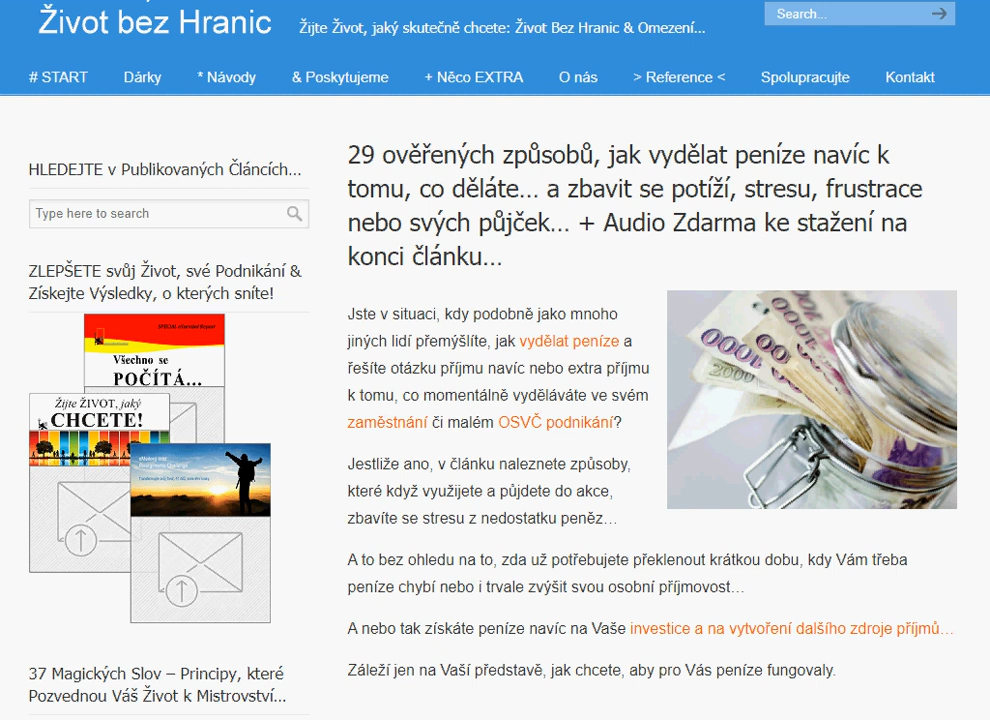 Život bez Hranic
Žijte Život, jaký skutečně chcete: Život Bez Hranic & Omezení...
Search...
# START
Dárky
* Návody
& Poskytujeme
+ Něco EXTRA
O nás
> Reference <
Spolupracujte
Kontakt
HLEDEJTE v Publikovaných Článcích...
Type here to search
ZLEPŠETE svůj Život, své Podnikání &
Získejte Výsledky, o kterých sníte!
Všechno se
POČÍTÁ...
Žijte ŽIVOT, jaký
CHCETE!
37 Magických Slov – Principy, které
Pozvednou Váš Život k Mistrovství...
29 ověřených způsobů, jak vydělat peníze navíc k
tomu, co děláte... a zbavit se potíží, stresu, frustrace
nebo svých půjček... + Audio Zdarma ke stažení na
konci článku...
Jste v situaci, kdy podobně jako mnoho
jiných lidí přemýšlíte, jak vydělat peníze a
řešíte otázku příjmu navíc nebo extra příjmu
k tomu, co momentálně vyděláváte ve svém
zaměstnání či malém OSVČ podnikání?
Jestliže ano, v článku naleznete způsoby,
které když využijete a půjdete do akce,
zbavíte se stresu z nedostatku peněz...
A to bez ohledu na to, zda už potřebujete překlenout krátkou dobu, kdy Vám třeba
peníze chybí nebo i trvale zvýšit svou osobní příjmovost...
A nebo tak získáte peníze navíc na Vaše investice a na vytvoření dalšího zdroje příjmů...
Záleží jen na Vaší představě, jak chcete, aby pro Vás peníze fungovaly.
1000
2000